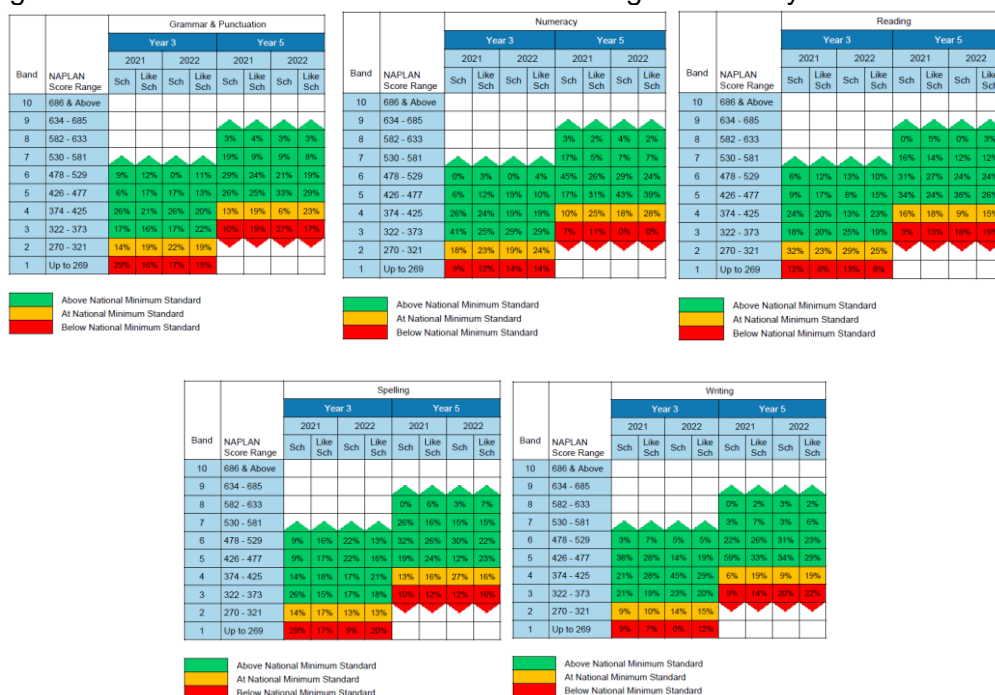 Grammar & Punctuation
Year 3 Year 5
2021 2022 2021 2022
Band NAPLAN Score Range Sch Like Sch Sch Like Sch Sch Like Sch Sch Like Sch
10 686 & Above
9 634 - 685
8 582 - 633 3% 4% 3% 3%
7 530 - 581 19% 9% 9% 8%
6 478 - 529 9% 12% 0% 11% 29% 24% 21% 19%
5 426 - 477 6% 17% 17% 13% 26% 25% 33% 29%
4 374 - 425 26% 21% 26% 20% 13% 19% 6% 23%
3 322 - 373 17% 16% 17% 22% 10% 19% 27% 17%
2 270 - 321 14% 19% 22% 19%
1 Up to 269 29% 16% 17% 15%
Above National Minimum Standard
At National Minimum Standard
Below National Minimum Standard
Numeracy
Year 3 Year 5
2021 2022 2021 2022
Band NAPLAN Score Range Sch Like Sch Sch Like Sch Sch Like Sch Sch Like Sch
10 686 & Above
9 634 - 685
8 582 - 633 3% 2% 4% 2%
7 530 - 581 17% 5% 7% 7%
6 478 - 529 0% 3% 0% 4% 45% 26% 29% 24%
5 426 - 477 6% 12% 19% 10% 17% 31% 43% 39%
4 374 - 425 26% 24% 19% 19% 10% 25% 18% 28%
3 322 - 373 41% 25% 29% 29% 7% 11% 0% 0%
2 270 - 321 18% 23% 19% 24%
1 Up to 269 9% 12% 14% 14%
Above National Minimum Standard
At National Minimum Standard
Below National Minimum Standard
Reading
Year 3 Year 5
2021 2022 2021 2022
Band NAPLAN Score Range Sch Like Sch Sch Like Sch Sch Like Sch Sch Like Sch
10 686 & Above
9 634 - 685
8 582 - 633 0% 5% 0% 3%
7 530 - 581 16% 14% 12% 12%
6 478 - 529 6% 12% 13% 10% 31% 27% 24% 24%
5 426 - 477 9% 17% 8% 15% 34% 24% 38% 26%
4 374 - 425 24% 20% 13% 23% 16% 18% 9% 15%
3 322 - 373 18% 20% 25% 19% 3% 13% 18% 19%
2 270 - 321 32% 23% 29% 25%
1 Up to 269 12% 8% 13% 8%
Above National Minimum Standard
At National Minimum Standard
Below National Minimum Standard
Spelling
Year 3 Year 5
2021 2022 2021 2022
Band NAPLAN Score Range Sch Like Sch Sch Like Sch Sch Like Sch Sch Like Sch
10 686 & Above
9 634 - 685
8 582 - 633 0% 6% 3% 7%
7 530 - 581 26% 16% 15% 15%
6 478 - 529 9% 16% 22% 13% 32% 26% 30% 22%
5 426 - 477 9% 17% 22% 16% 19% 24% 12% 23%
4 374 - 425 14% 18% 17% 21% 13% 16% 27% 16%
3 322 - 373 26% 15% 17% 18% 10% 12% 12% 16%
2 270 - 321 14% 17% 13% 13%
1 Up to 269 29% 17% 9% 20%
Above National Minimum Standard
At National Minimum Standard
Below National Minimum Standard
Writing
Year 3 Year 5
2021 2022 2021 2022
Band NAPLAN Score Range Sch Like Sch Sch Like Sch Sch Like Sch Sch Like Sch
10 686 & Above
9 634 - 685
8 582 - 633 0% 2% 3% 2%
7 530 - 581 3% 7% 3% 6%
6 478 - 529 3% 7% 5% 5% 22% 26% 31% 23%
5 426 - 477 38% 28% 14% 19% 59% 33% 34% 29%
4 374 - 425 21% 28% 45% 29% 6% 19% 9% 19%
3 322 - 373 21% 19% 23% 20% 9% 14% 20% 22%
2 270 - 321 9% 10% 14% 15%
1 Up to 269 9% 7% 0% 12%
Above National Minimum Standard
At National Minimum Standard
Below National Minimum Standard